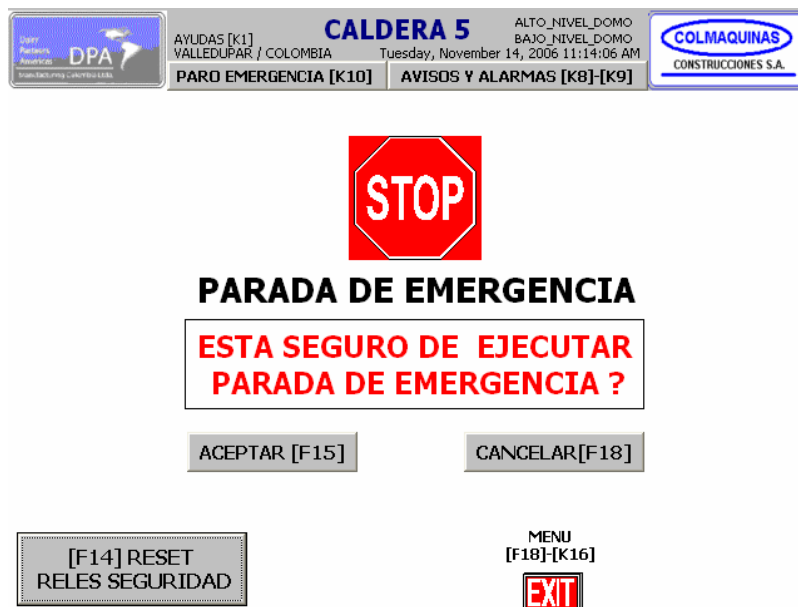 Dairy
Partners
Americas
DPA
Manufacturing Colombia Ltda.
AYUDAS [K1]
VALLEDUPAR / COLOMBIA
CALDERA 5
ALTO_NIVEL_DOMO
BAJO_NIVEL_DOMO
Tuesday, November 14, 2006 11:14:06 AM
PARO EMERGENCIA [K10]
AVISOS Y ALARMAS [K8]-[K9]
COLMAQUINAS
CONSTRUCCIONES S.A.
STOP
PARADA DE EMERGENCIA
ESTA SEGURO DE EJECUTAR
PARADA DE EMERGENCIA ?
ACEPTAR [F15]
CANCELAR[F18]
[F14] RESET
RELES SEGURIDAD
MENU
[F18]-[K16]
EXIT